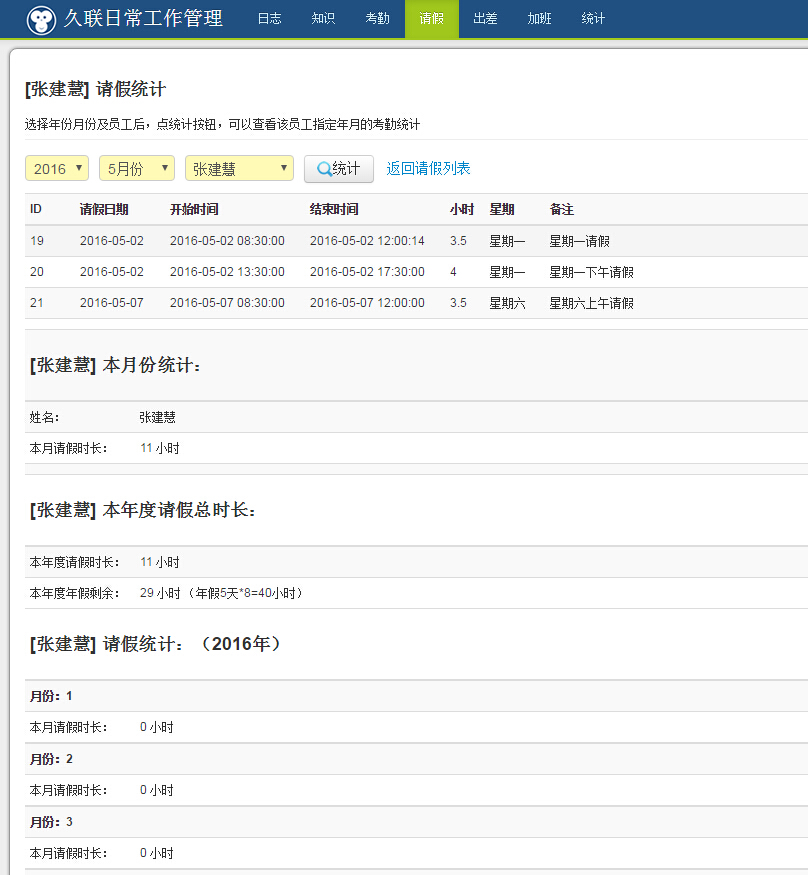 久联日常工作管理 日志 知识 考勤 请假 出差 加班 统计
[张建慧] 请假统计
选择年份月份及员工后，点统计按钮，可以查看该员工指定年月的考勤统计
2016 5月份 张建慧 统计 返回请假列表
ID 请假日期 开始时间 结束时间 小时 星期 备注
19 2016-05-02 2016-05-02 08:30:00 2016-05-02 12:00:14 3.5 星期一 星期一请假
20 2016-05-02 2016-05-02 13:30:00 2016-05-02 17:30:00 4 星期一 星期一下午请假
21 2016-05-07 2016-05-07 08:30:00 2016-05-07 12:00:00 3.5 星期六 星期六上午请假
[张建慧] 本月份统计：
姓名： 张建慧
本月请假时长： 11 小时
[张建慧] 本年度请假总时长：
本年度请假时长： 11 小时
本年度年假剩余： 29 小时（年假5天*8=40小时）
[张建慧] 请假统计：（2016年）
月份：1
本月请假时长： 0 小时
月份：2
本月请假时长： 0 小时
月份：3
本月请假时长： 0 小时